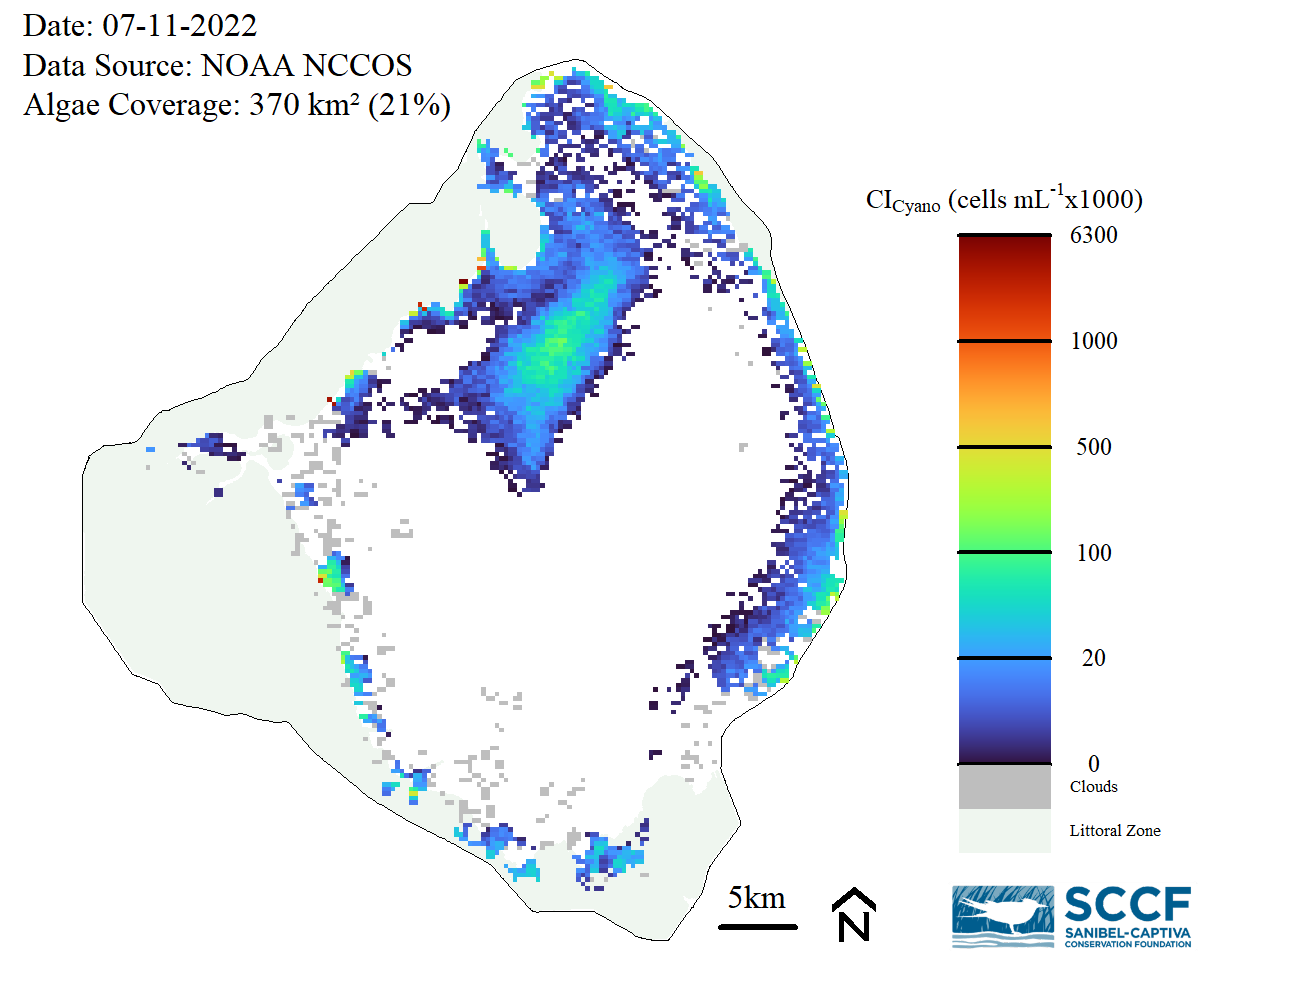 Date: 07-11-2022
Data Source: NOAA NCCOS
Algae Coverage: 370 km² (21%)
CICyano (cells mL-1x1000)
6300
1000
500
100
20
0
Clouds
Littoral Zone
5km
N
SCCF
SANIBEL-CAPTIVA
CONSERVATION FOUNDATION